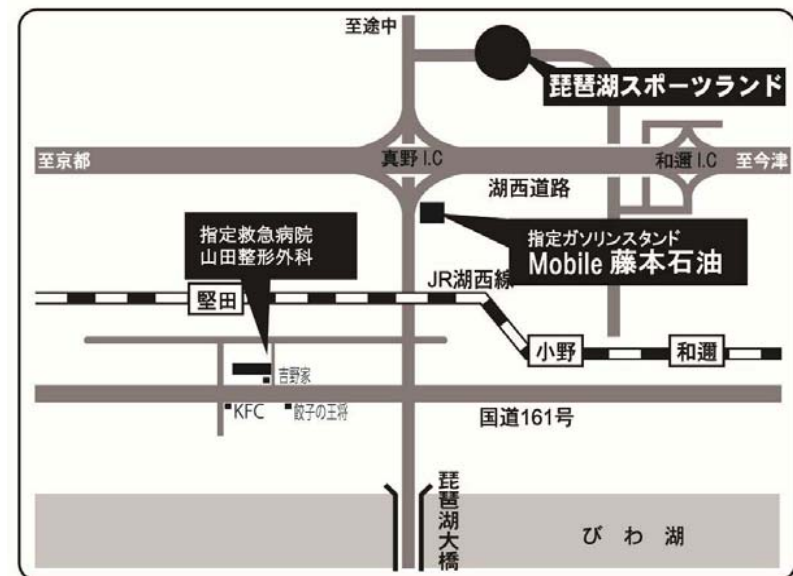 至途中
琵琶湖スポーツランド
至京都
真野 I.C
和邇 I.C
至今津
湖西道路
指定救急病院
山田整形外科
指定ガソリンスタンド
Mobile 藤本石油
JR湖西線
堅田
小野
和邇
吉野家
KFC
餃子の王将
国道161号
琵琶湖大橋
びわ湖